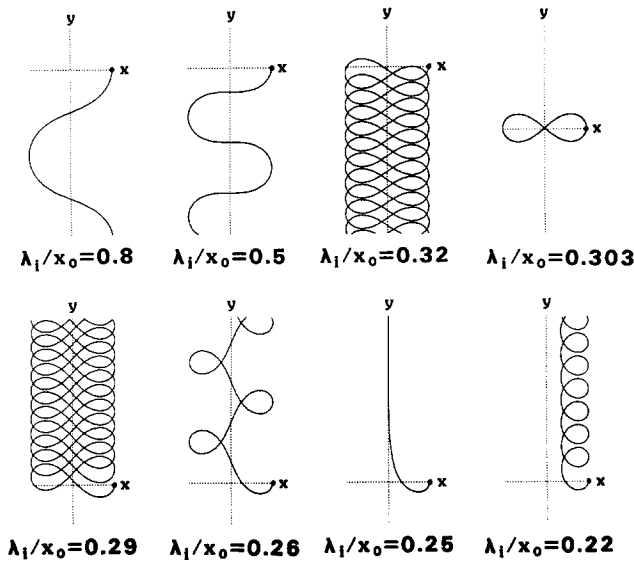 y y y y
x x x x
λi/x₀=0.8 λi/x₀=0.5 λi/x₀=0.32 λi/x₀=0.303
y y y y
x x x x
λi/x₀=0.29 λi/x₀=0.26 λi/x₀=0.25 λi/x₀=0.22